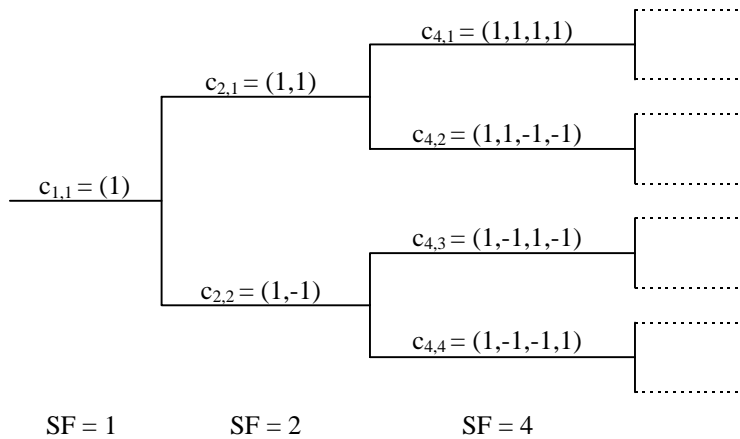 c4,1 = (1,1,1,1)
c2,1 = (1,1)
c4,2 = (1,1,-1,-1)
c1,1 = (1)
c4,3 = (1,-1,1,-1)
c2,2 = (1,-1)
c4,4 = (1,-1,-1,1)
SF = 1 SF = 2 SF = 4